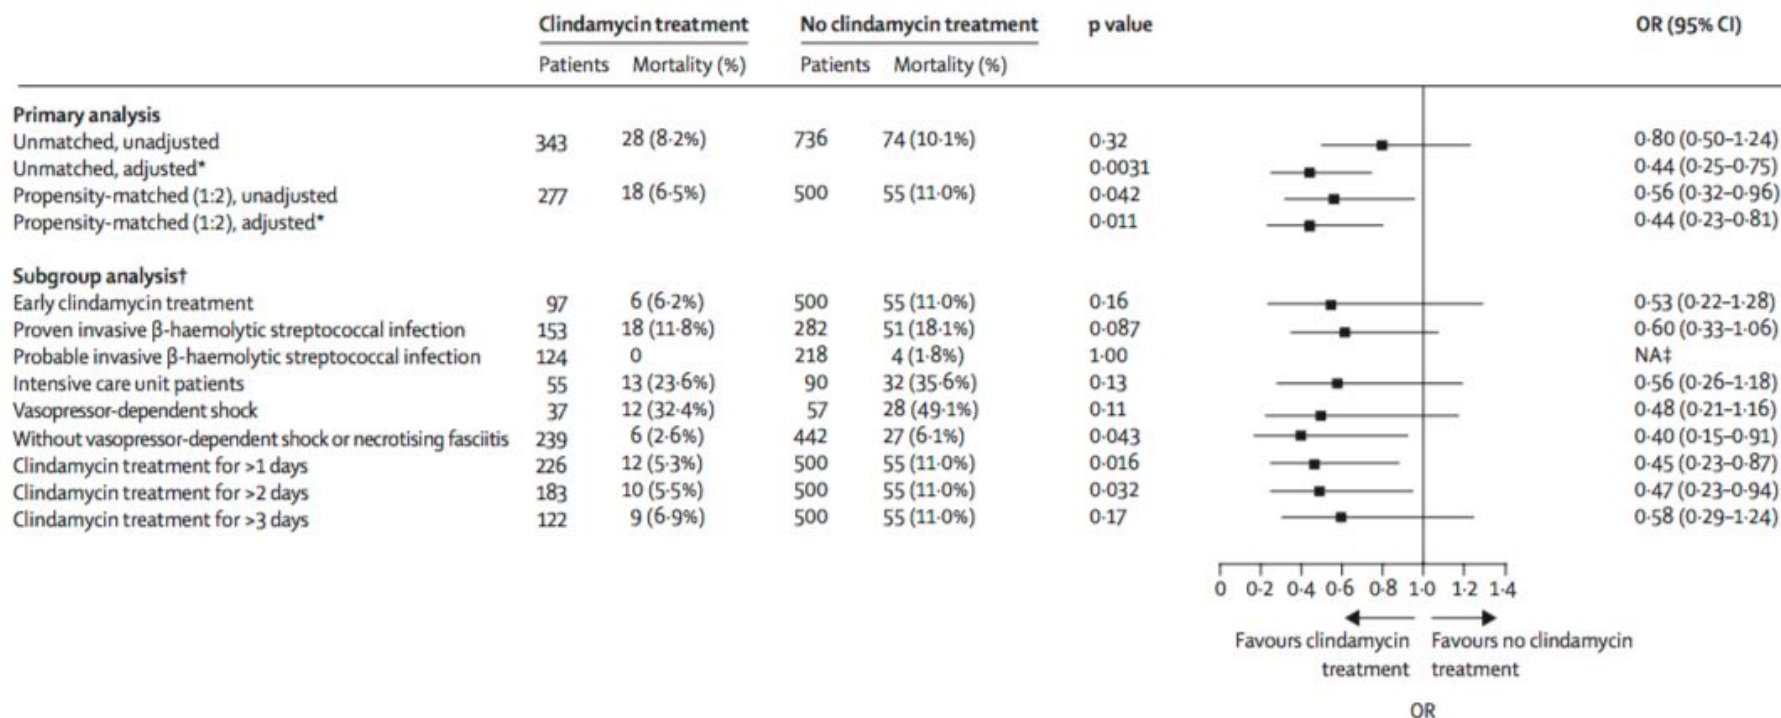 Clindamycin treatment No clindamycin treatment p value OR (95% CI)
Patients Mortality (%) Patients Mortality (%)
Primary analysis
Unmatched, unadjusted 343 28 (8·2%) 736 74 (10·1%) 0·32 0·80 (0·50–1·24)
Unmatched, adjusted* 0·0031 0·44 (0·25–0·75)
Propensity-matched (1:2), unadjusted 277 18 (6·5%) 500 55 (11·0%) 0·042 0·56 (0·32–0·96)
Propensity-matched (1:2), adjusted* 0·011 0·44 (0·23–0·81)
Subgroup analysis†
Early clindamycin treatment 97 6 (6·2%) 500 55 (11·0%) 0·16 0·53 (0·22–1·28)
Proven invasive β-haemolytic streptococcal infection 153 18 (11·8%) 282 51 (18·1%) 0·087 0·60 (0·33–1·06)
Probable invasive β-haemolytic streptococcal infection 124 0 218 4 (1·8%) 1·00 NA‡
Intensive care unit patients 55 13 (23·6%) 90 32 (35·6%) 0·13 0·56 (0·26–1·18)
Vasopressor-dependent shock 37 12 (32·4%) 57 28 (49·1%) 0·11 0·48 (0·21–1·16)
Without vasopressor-dependent shock or necrotising fasciitis 239 6 (2·6%) 442 27 (6·1%) 0·043 0·40 (0·15–0·91)
Clindamycin treatment for >1 days 226 12 (5·3%) 500 55 (11·0%) 0·016 0·45 (0·23–0·87)
Clindamycin treatment for >2 days 183 10 (5·5%) 500 55 (11·0%) 0·032 0·47 (0·23–0·94)
Clindamycin treatment for >3 days 122 9 (6·9%) 500 55 (11·0%) 0·17 0·58 (0·29–1·24)
0 0·2 0·4 0·6 0·8 1·0 1·2 1·4
Favours clindamycin Favours no clindamycin
treatment treatment
OR